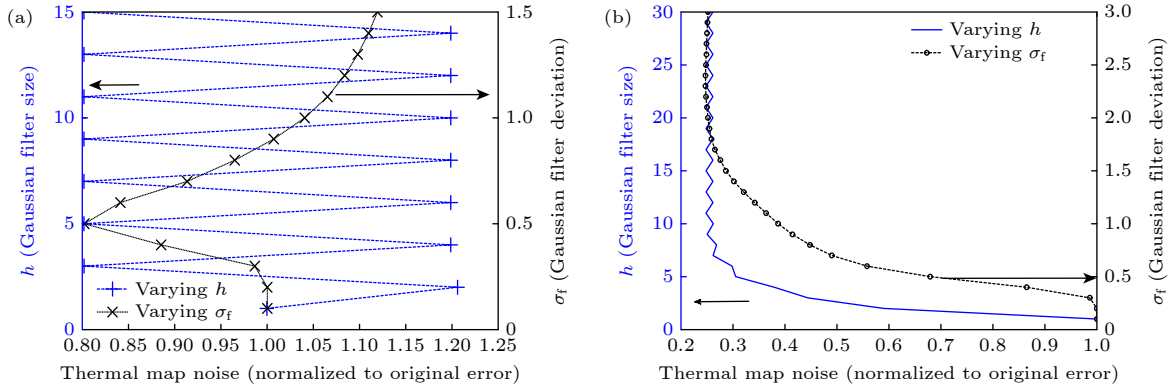 (a)
15
10
5
0
h (Gaussian filter size)
Varying h
Varying σf
1.5
1.0
0.5
0
σf (Gaussian filter deviation)
0.80 0.85 0.90 0.95 1.00 1.05 1.10 1.15 1.20 1.25
Thermal map noise (normalized to original error)
(b)
30
25
20
15
10
5
0
h (Gaussian filter size)
Varying h
Varying σf
3.0
2.5
2.0
1.5
1.0
0.5
0
σf (Gaussian filter deviation)
0.2 0.3 0.4 0.5 0.6 0.7 0.8 0.9 1.0
Thermal map noise (normalized to original error)